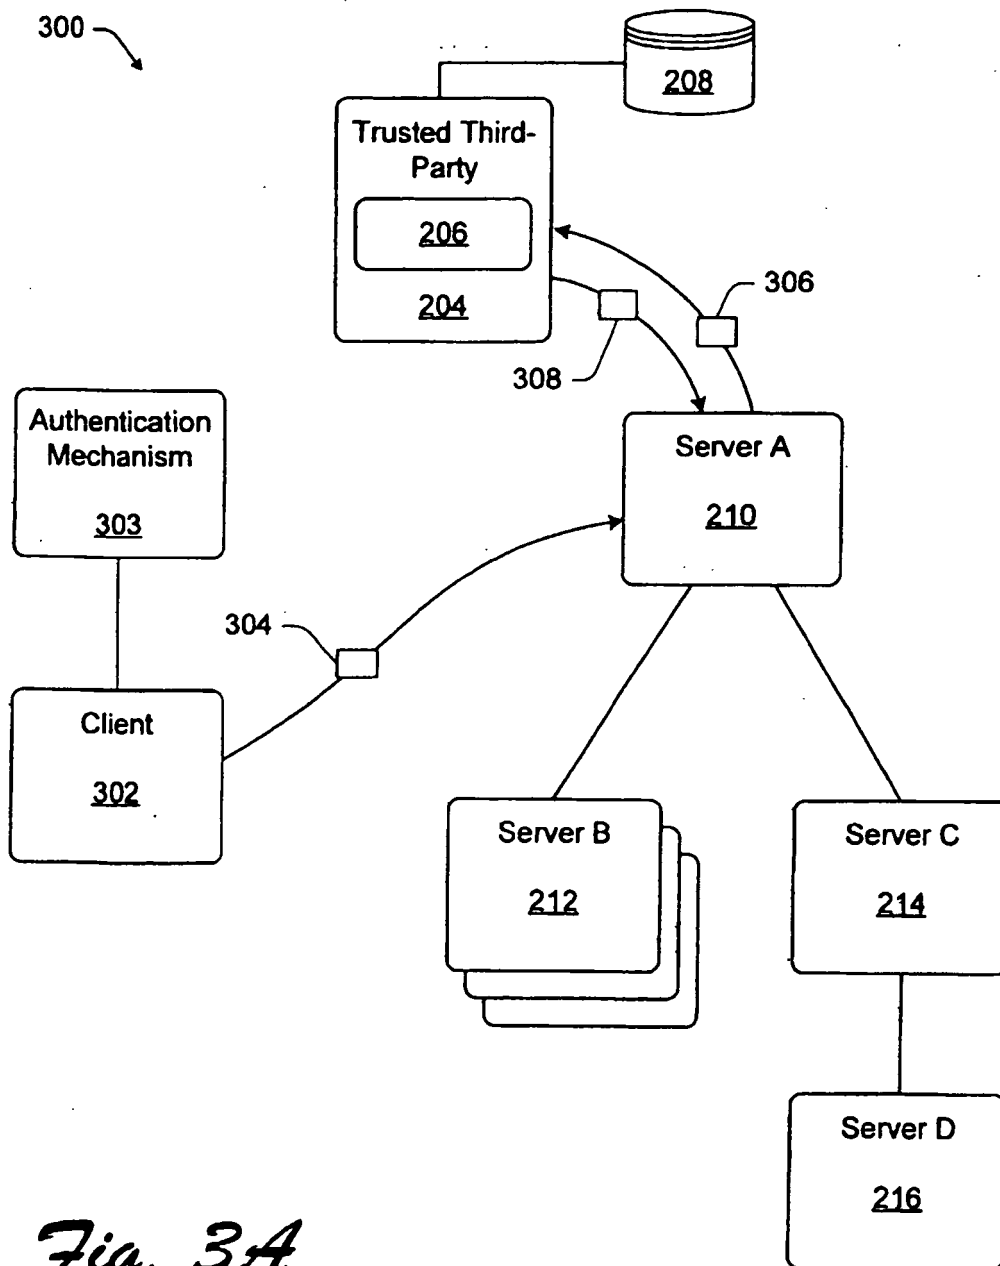 300
208
Trusted Third-
Party
206
204
306
308
Authentication
Mechanism
303
Server A
210
304
Client
302
Server B
212
Server C
214
Server D
216
Fig. 3A